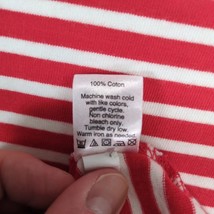 100% Coton
Machine wash cold
with like colors,
gentle cycle.
Non chlorine
bleach only.
Tumble dry low.
Warm iron as needed.